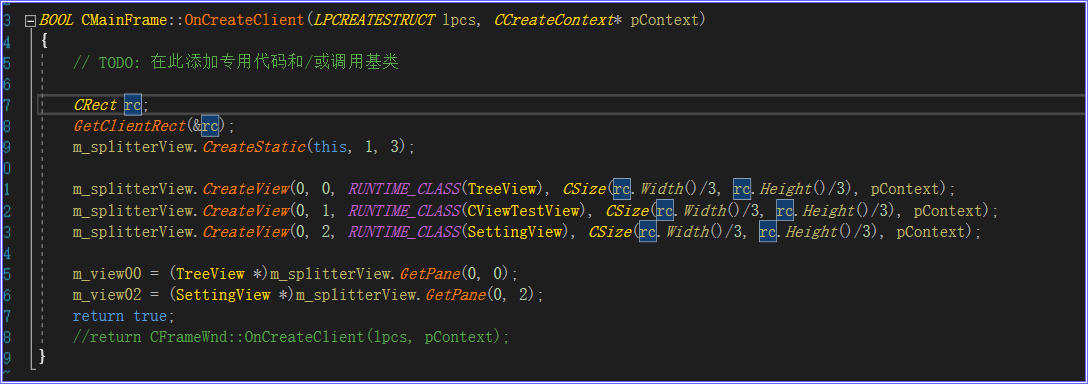 3 BOOL CMainFrame::OnCreateClient(LPCREATESTRUCT lpcs, CCreateContext* pContext)
4 {
5 // TODO: 在此添加专用代码和/或调用基类
6
7 CRect rc;
8 GetClientRect(&rc);
9 m_splitterView.CreateStatic(this, 1, 3);
0
1 m_splitterView.CreateView(0, 0, RUNTIME_CLASS(TreeView), CSize(rc.Width()/3, rc.Height()/3), pContext);
2 m_splitterView.CreateView(0, 1, RUNTIME_CLASS(CViewTestView), CSize(rc.Width()/3, rc.Height()/3), pContext);
3 m_splitterView.CreateView(0, 2, RUNTIME_CLASS(SettingView), CSize(rc.Width()/3, rc.Height()/3), pContext);
4
5 m_view00 = (TreeView *)m_splitterView.GetPane(0, 0);
6 m_view02 = (SettingView *)m_splitterView.GetPane(0, 2);
7 return true;
8 //return CFrameWnd::OnCreateClient(lpcs, pContext);
9 }